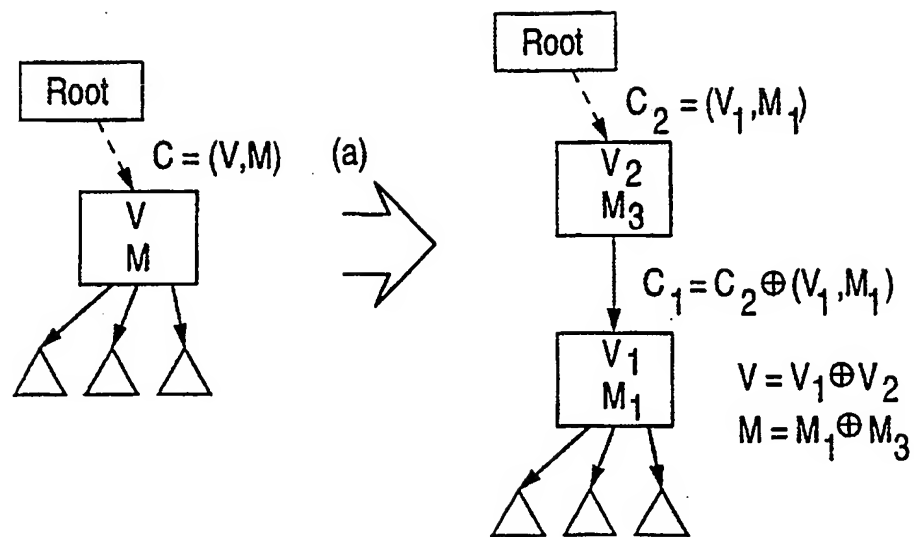 Root
C = (V,M)
(a)
V
M
Root
C₂ = (V₁,M₁)
V₂
M₃
C₁ = C₂ ⊕ (V₁,M₁)
V₁
M₁
V = V₁ ⊕ V₂
M = M₁ ⊕ M₃